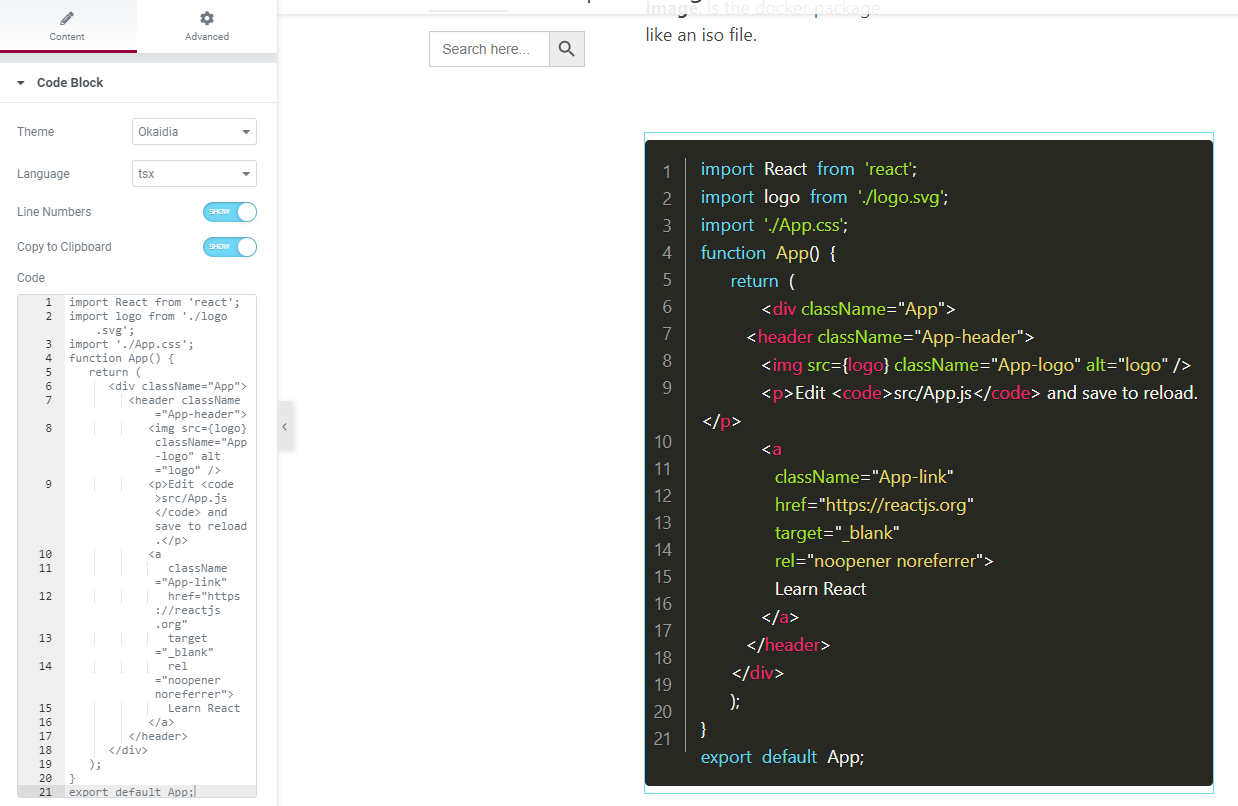 Content
Advanced
Code Block
Theme
Okaidia
Language
tsx
Line Numbers
SHOW
Copy to Clipboard
SHOW
Code
1 import React from 'react';
2 import logo from './logo
.svg';
3 import './App.css';
4 function App() {
5 return (
6 <div className="App">
7 <header className
="App-header">
8 <img src={logo}
className="App
-logo" alt
="logo" />
9 <p>Edit <code
>src/App.js
</code> and
save to reload
.</p>
10 <a
11 className
="App-link"
12 href="https
://reactjs
.org"
13 target
="_blank"
14 rel
="noopener
noreferrer">
15 Learn React
16 </a>
17 </header>
18 </div>
19 );
20 }
21 export default App;
Search here...
Image: Is the docker package
like an iso file.
1 import React from 'react';
2 import logo from './logo.svg';
3 import './App.css';
4 function App() {
5 return (
6 <div className="App">
7 <header className="App-header">
8 <img src={logo} className="App-logo" alt="logo" />
9 <p>Edit <code>src/App.js</code> and save to reload.
</p>
10 <a
11 className="App-link"
12 href="https://reactjs.org"
13 target="_blank"
14 rel="noopener noreferrer">
15 Learn React
16 </a>
17 </header>
18 </div>
19 );
20 }
21 export default App;